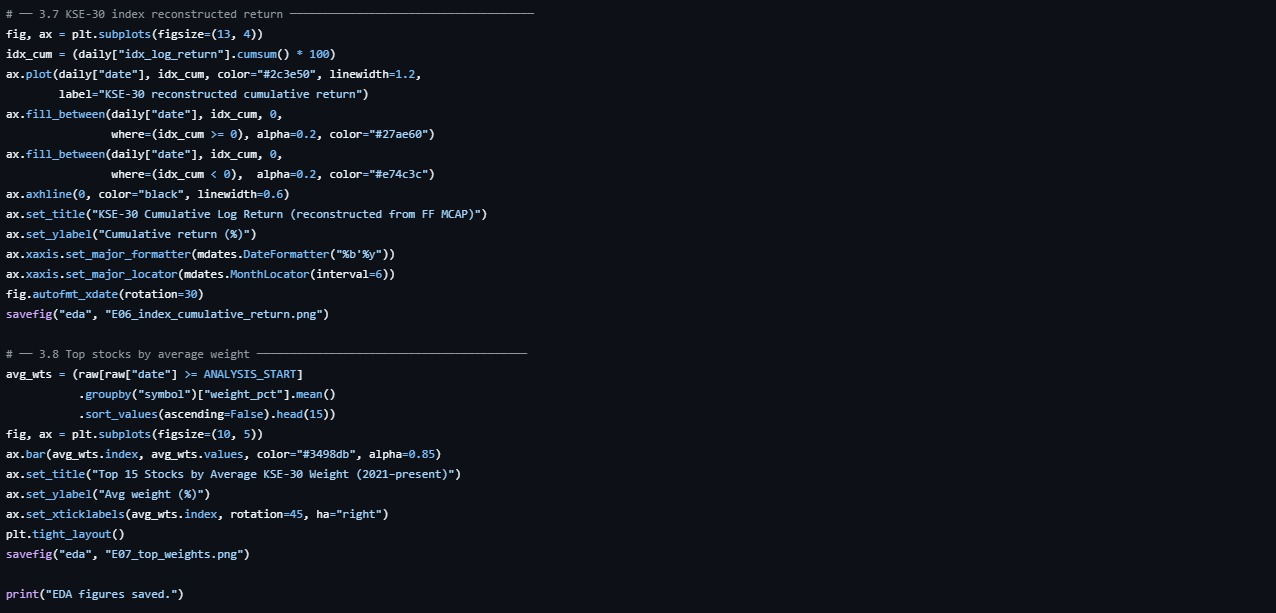 # ── 3.7 KSE-30 index reconstructed return ─────────────────────────────────────
fig, ax = plt.subplots(figsize=(13, 4))
idx_cum = (daily["idx_log_return"].cumsum() * 100)
ax.plot(daily["date"], idx_cum, color="#2c3e50", linewidth=1.2,
        label="KSE-30 reconstructed cumulative return")
ax.fill_between(daily["date"], idx_cum, 0,
                where=(idx_cum >= 0), alpha=0.2, color="#27ae60")
ax.fill_between(daily["date"], idx_cum, 0,
                where=(idx_cum < 0),  alpha=0.2, color="#e74c3c")
ax.axhline(0, color="black", linewidth=0.6)
ax.set_title("KSE-30 Cumulative Log Return (reconstructed from FF MCAP)")
ax.set_ylabel("Cumulative return (%)")
ax.xaxis.set_major_formatter(mdates.DateFormatter("%b'%y"))
ax.xaxis.set_major_locator(mdates.MonthLocator(interval=6))
fig.autofmt_xdate(rotation=30)
savefig("eda", "E06_index_cumulative_return.png")

# ── 3.8 Top stocks by average weight ─────────────────────────────────────────
avg_wts = (raw[raw["date"] >= ANALYSIS_START]
           .groupby("symbol")["weight_pct"].mean()
           .sort_values(ascending=False).head(15))
fig, ax = plt.subplots(figsize=(10, 5))
ax.bar(avg_wts.index, avg_wts.values, color="#3498db", alpha=0.85)
ax.set_title("Top 15 Stocks by Average KSE-30 Weight (2021–present)")
ax.set_ylabel("Avg weight (%)")
ax.set_xticklabels(avg_wts.index, rotation=45, ha="right")
plt.tight_layout()
savefig("eda", "E07_top_weights.png")

print("EDA figures saved.")